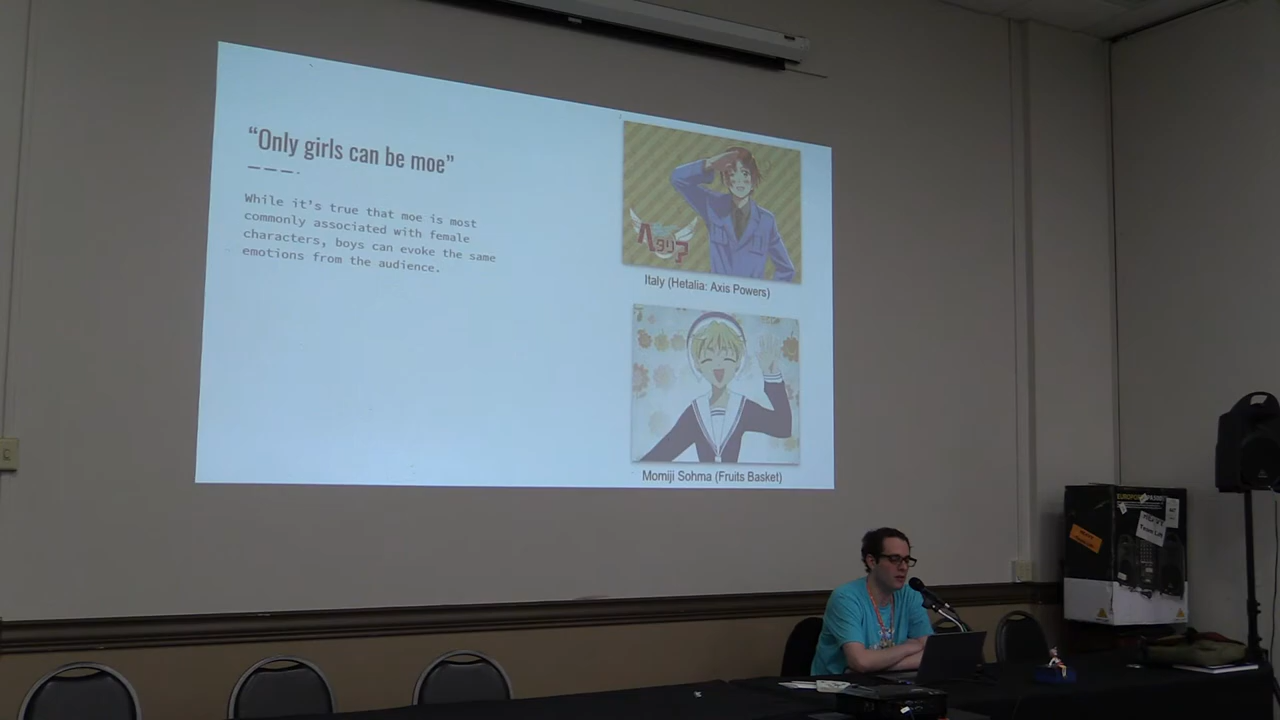 “Only girls can be moe”
While it’s true that moe is most
commonly associated with female
characters, boys can evoke the same
emotions from the audience.
ヘタリア
Italy (Hetalia: Axis Powers)
Momiji Sohma (Fruits Basket)
EUROPORT